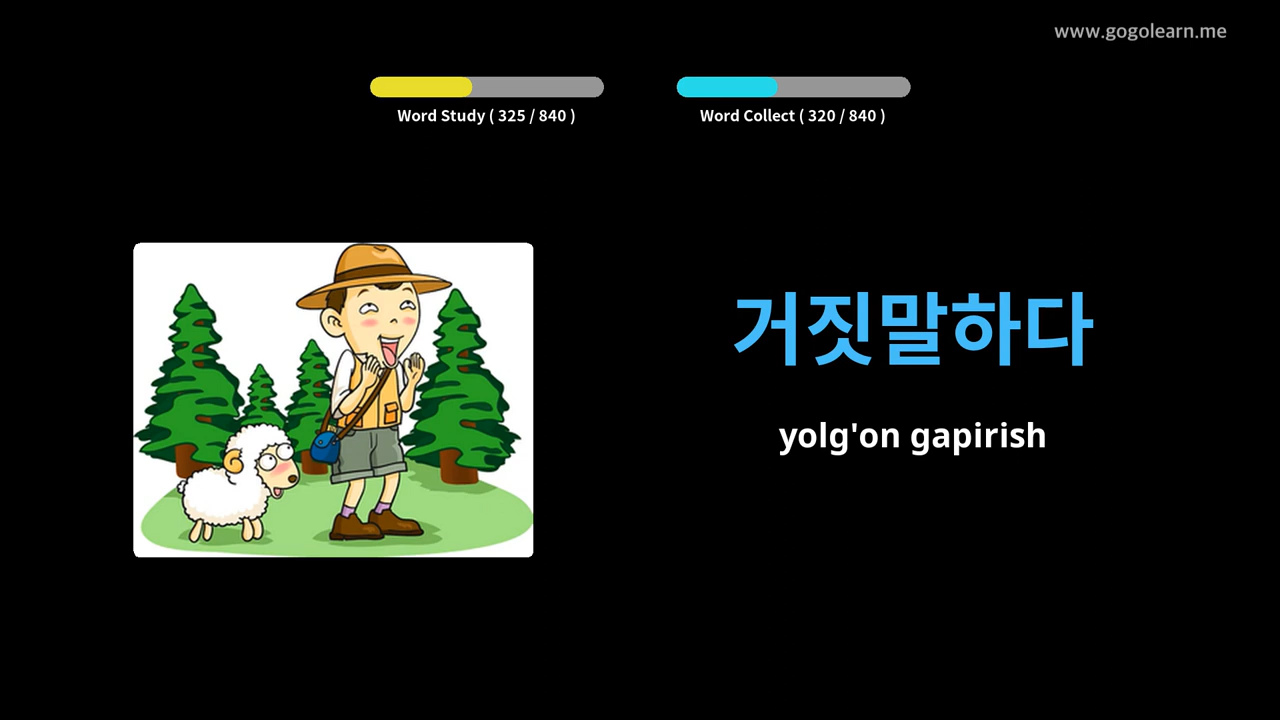 www.gogolearn.me
Word Study ( 325 / 840 )
Word Collect ( 320 / 840 )
거짓말하다
yolg'on gapirish